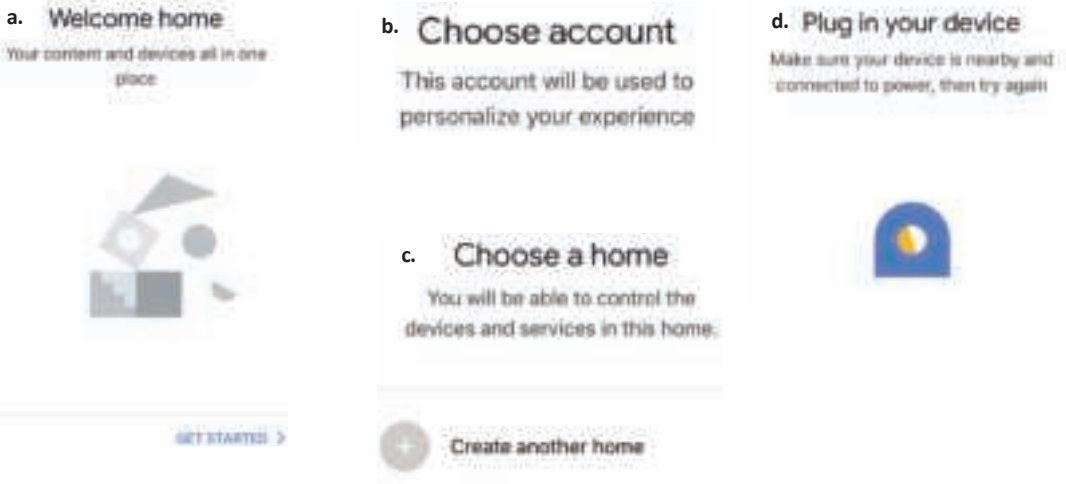 a. Welcome home
Your content and devices all in one
place
GET STARTED >
b. Choose account
This account will be used to
personalize your experience
c. Choose a home
You will be able to control the
devices and services in this home.
Create another home
d. Plug in your device
Make sure your device is nearby and
connected to power, then try again